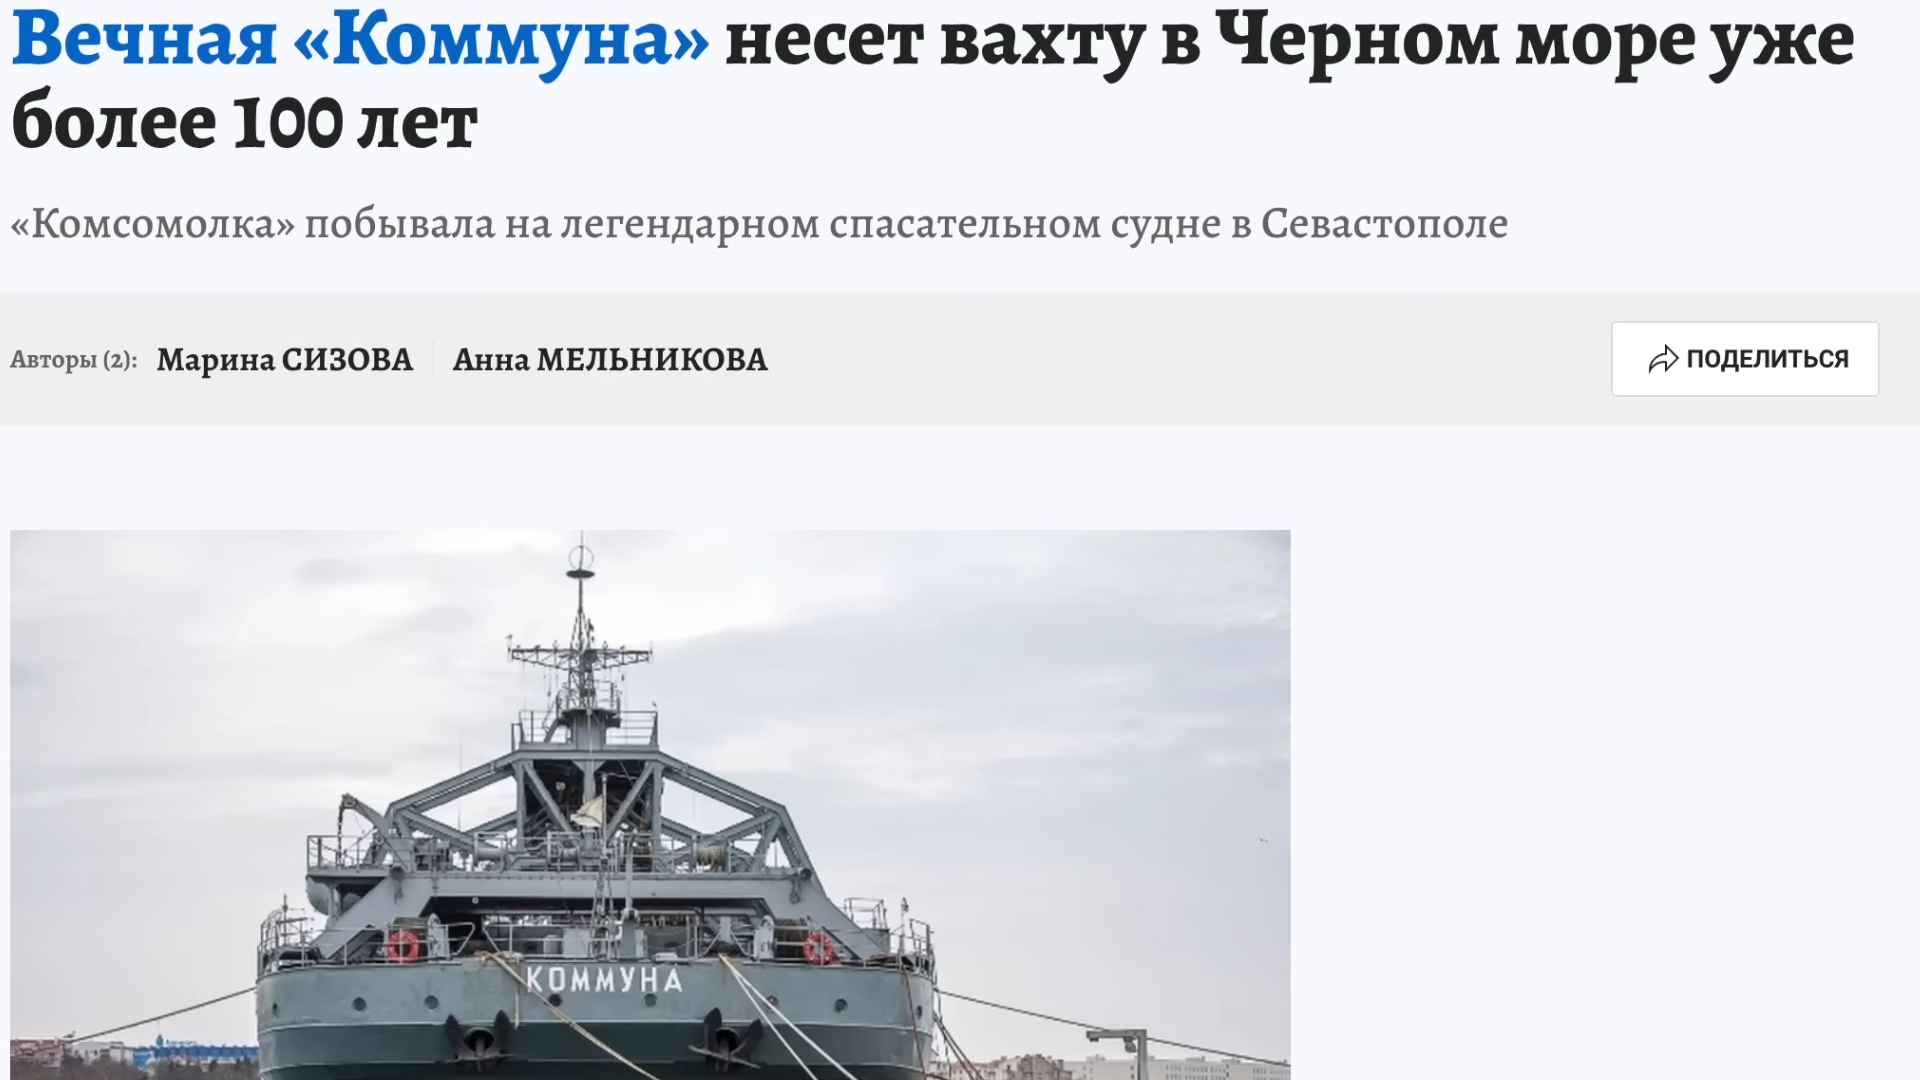 Вечная «Коммуна» несет вахту в Черном море уже
более 100 лет
«Комсомолка» побывала на легендарном спасательном судне в Севастополе
Авторы (2): Марина СИЗОВА Анна МЕЛЬНИКОВА
ПОДЕЛИТЬСЯ
КОММУНА